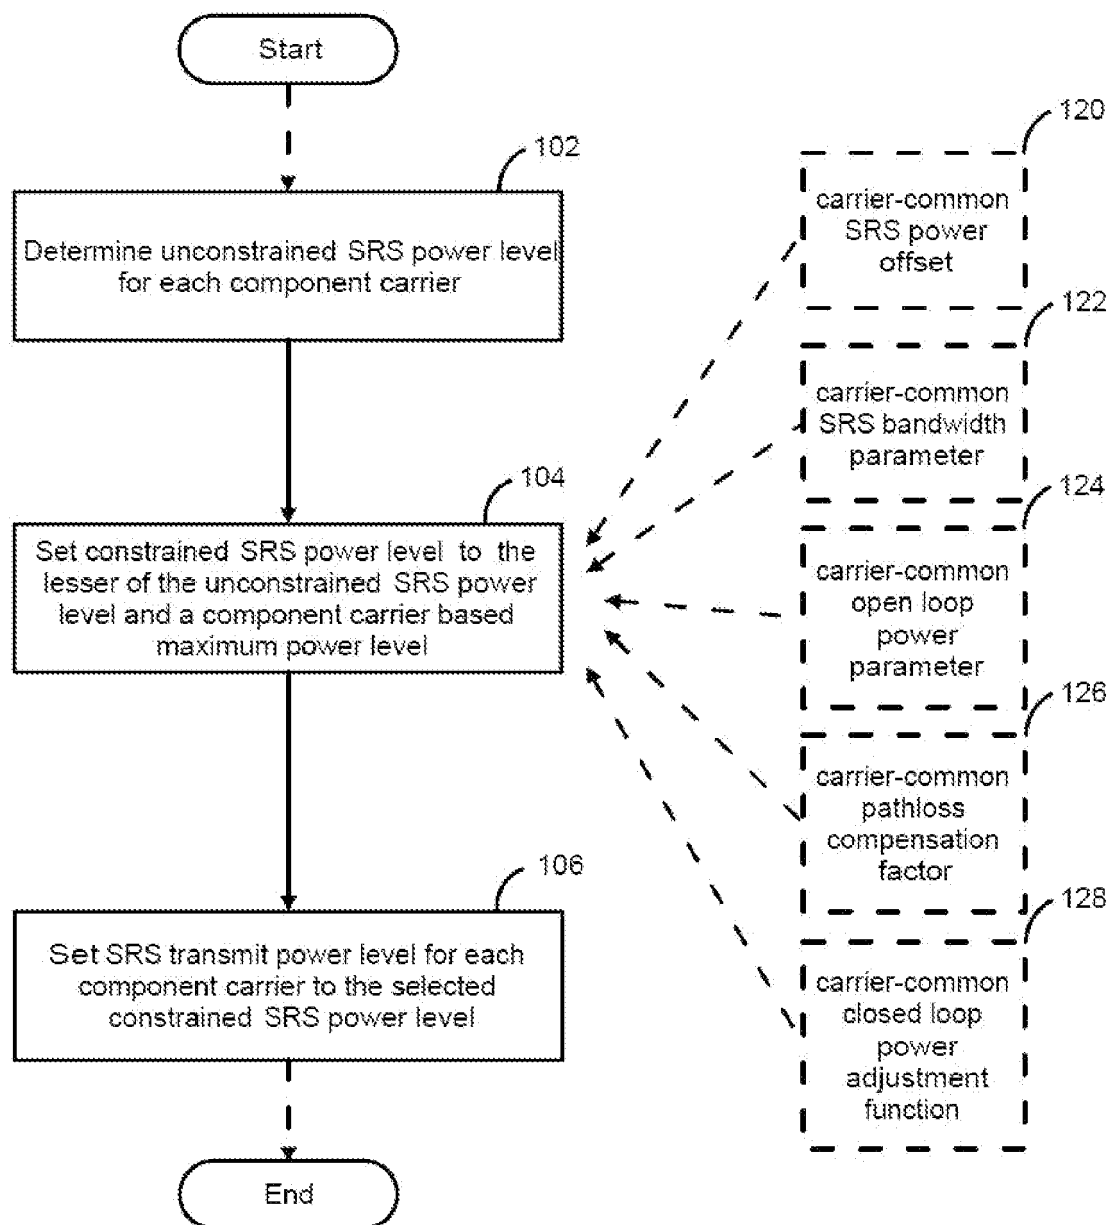 Start
102
Determine unconstrained SRS power level
for each component carrier
104
Set constrained SRS power level to the
lesser of the unconstrained SRS power
level and a component carrier based
maximum power level
106
Set SRS transmit power level for each
component carrier to the selected
constrained SRS power level
End
120
carrier-common
SRS power
offset
122
carrier-common
SRS bandwidth
parameter
124
carrier-common
open loop
power
parameter
126
carrier-common
pathloss
compensation
factor
128
carrier-common
closed loop
power
adjustment
function